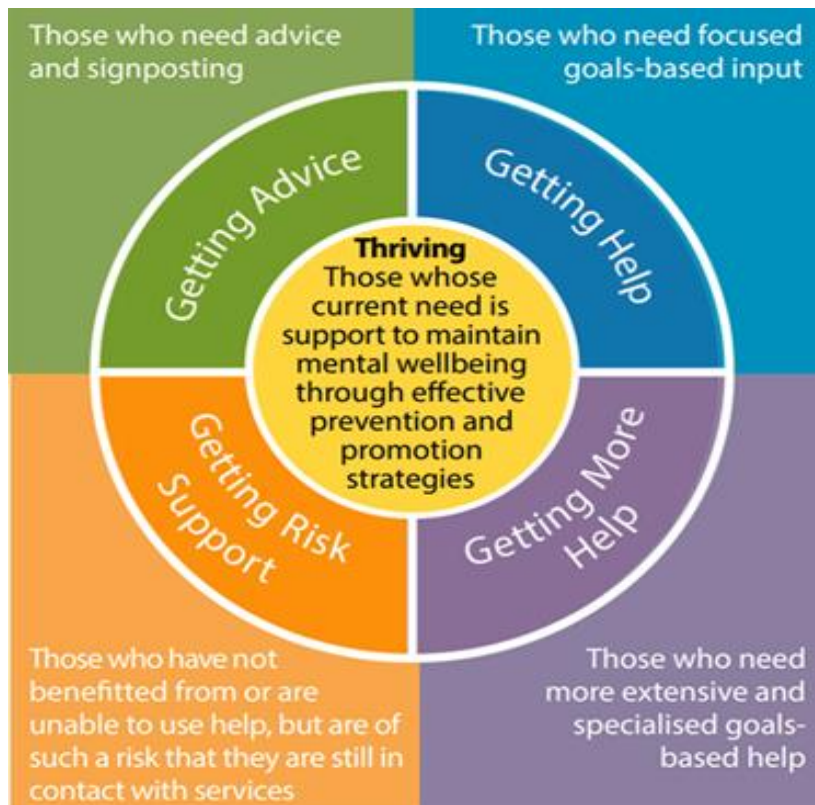 Those who need advice
and signposting
Those who need focused
goals-based input
Getting Advice
Getting Help
Thriving
Those whose
current need is
support to maintain
mental wellbeing
through effective
prevention and
promotion
strategies
Getting Risk
Support
Getting More
Help
Those who have not
benefitted from or are
unable to use help, but are of
such a risk that they are still in
contact with services
Those who need
more extensive and
specialised goals-
based help